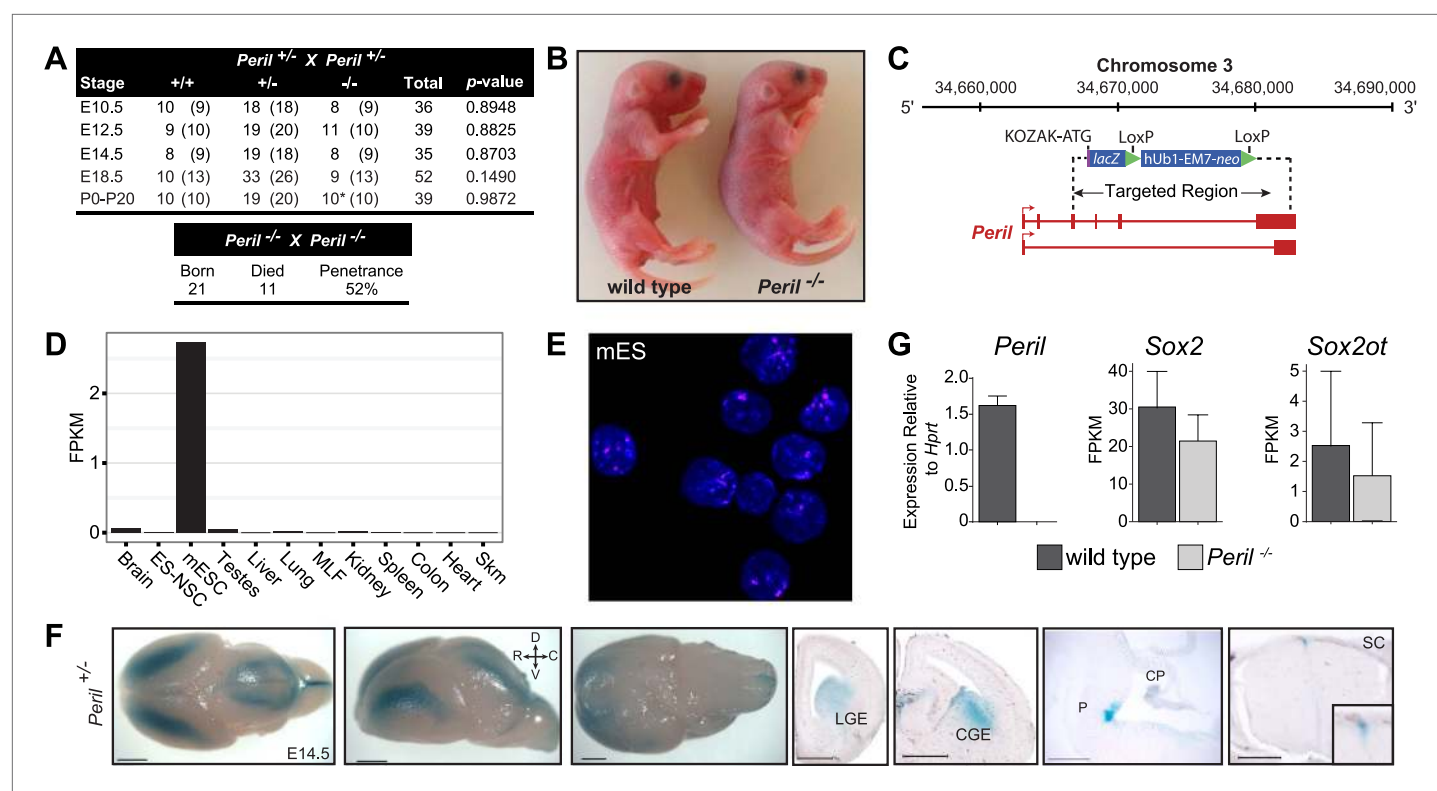 A
Peril +/- X Peril +/-
Stage +/+ +/- -/- Total p-value
E10.5 10 (9) 18 (18) 8 (9) 36 0.8948
E12.5 9 (10) 19 (20) 11 (10) 39 0.8825
E14.5 8 (9) 19 (18) 8 (9) 35 0.8703
E18.5 10 (13) 33 (26) 9 (13) 52 0.1490
P0-P20 10 (10) 19 (20) 10* (10) 39 0.9872
Peril -/- X Peril -/-
Born Died Penetrance
21 11 52%
B
wild type Peril -/-
C
Chromosome 3
34,660,000 34,670,000 34,680,000 34,690,000
5' 3'
KOZAK-ATG LoxP LoxP
lacZ hUb1-EM7-neo
Targeted Region
Peril
D
FPKM
2
1
0
Brain ES-NSC mESC Testes Liver Lung MLF Kidney Spleen Colon Heart Skm
E
mES
G
Peril Sox2 Sox2ot
Expression Relative
to Hprt
2.0
1.5
1.0
0.5
0
FPKM
40
30
20
10
0
FPKM
5
4
3
2
1
0
wild type Peril -/-
F
Peril +/-
E14.5
D
R C
V
LGE
CGE
P
CP
SC